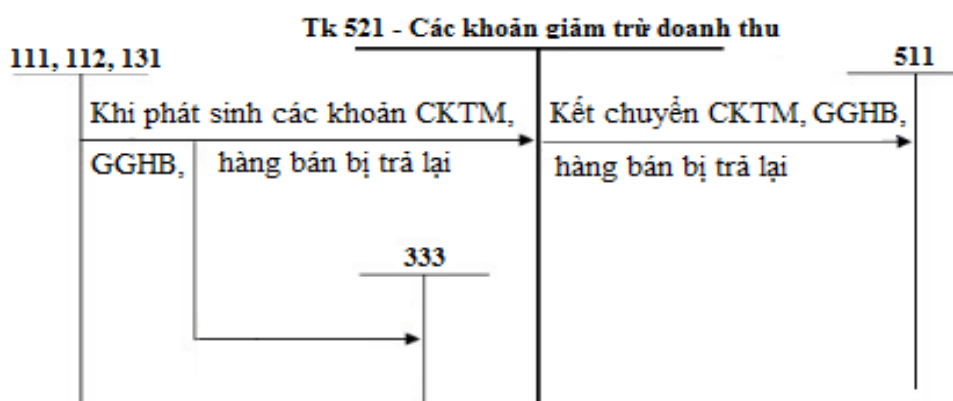 Tk 521 - Các khoản giảm trừ doanh thu
111, 112, 131
511
Khi phát sinh các khoản CKTM,
GGHB, hàng bán bị trả lại
Kết chuyển CKTM, GGHB,
hàng bán bị trả lại
333